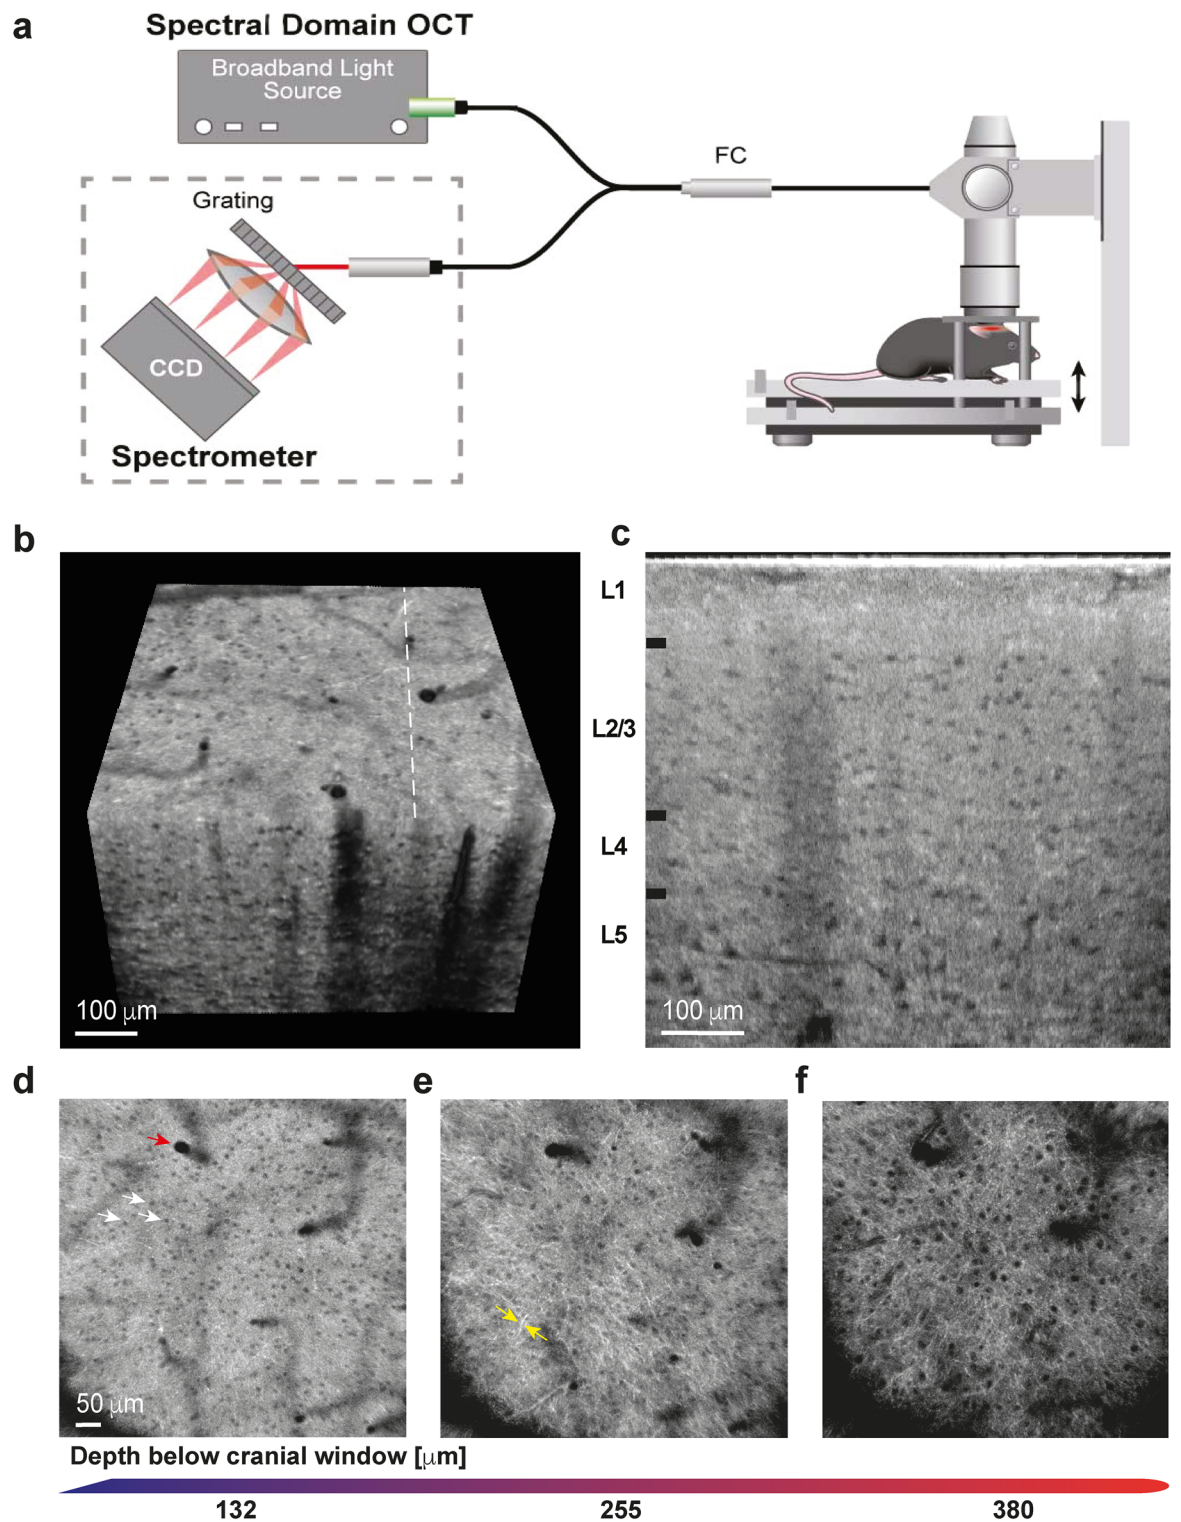 a
Spectral Domain OCT
Broadband Light
Source
FC
Grating
CCD
Spectrometer
b
100 μm
c
L1
L2/3
L4
L5
100 μm
d
e
f
50 μm
Depth below cranial window [μm]
132
255
380